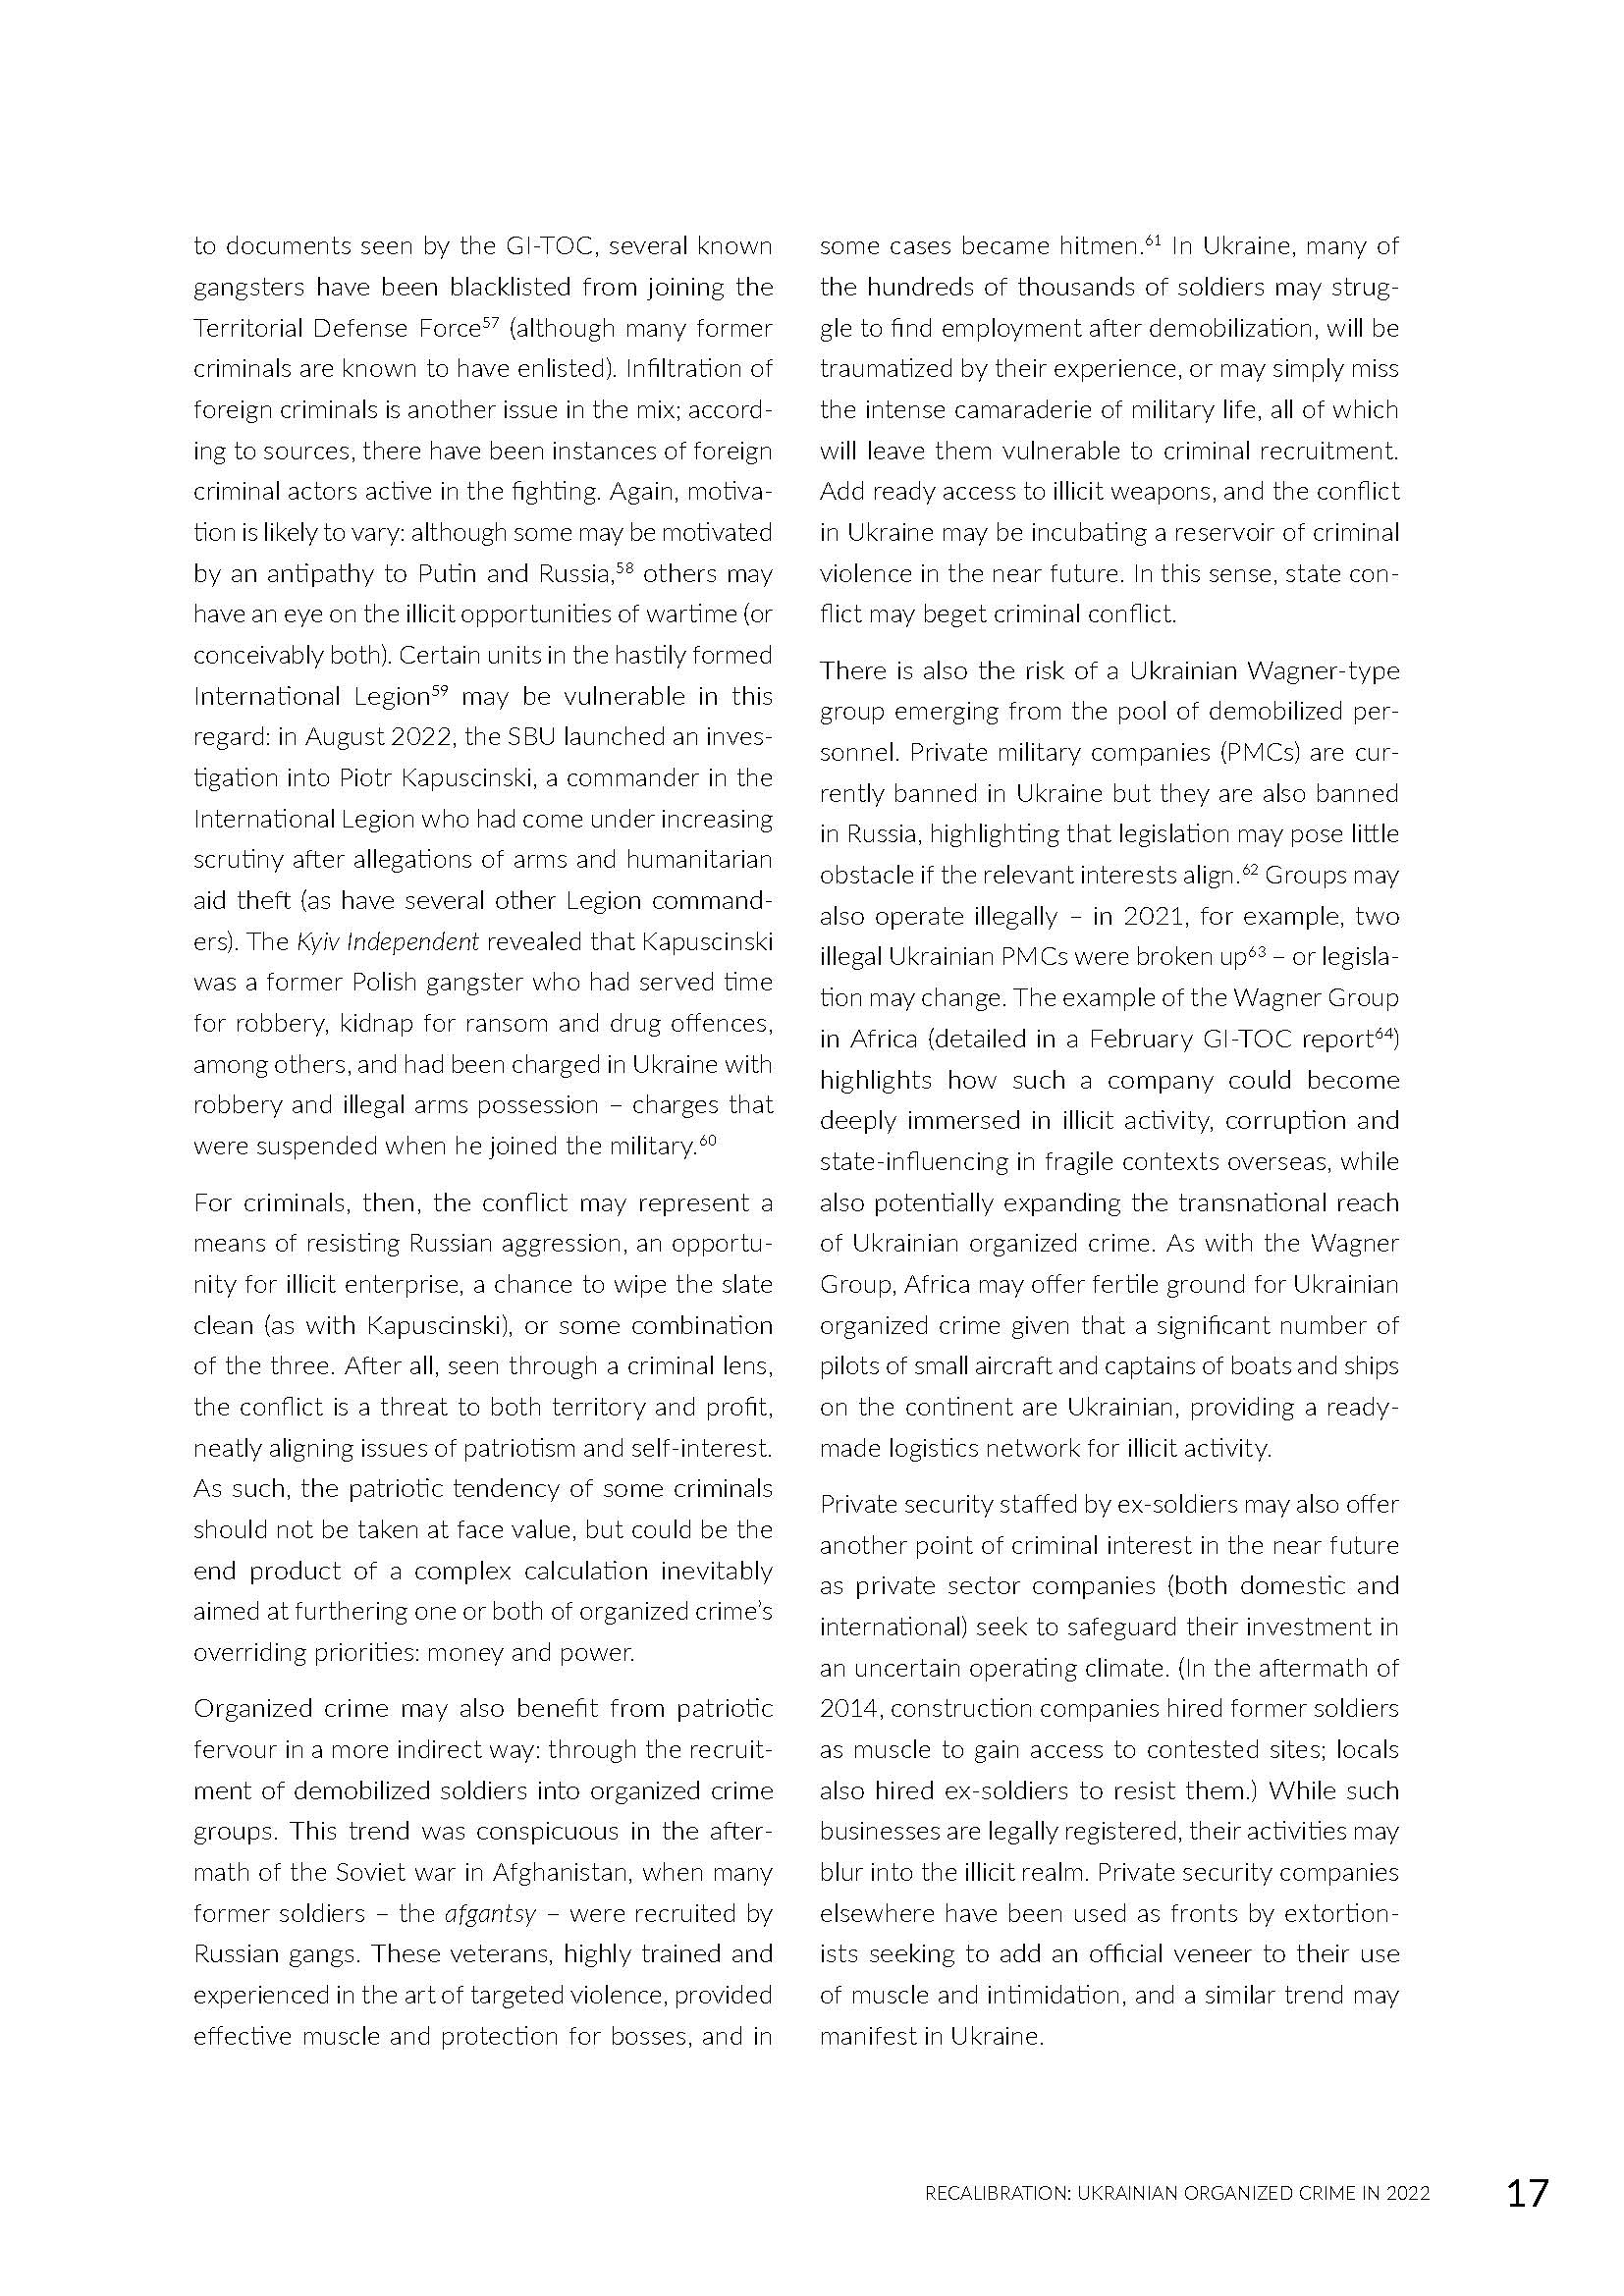 to documents seen by the GI-TOC, several known
gangsters have been blacklisted from joining the
Territorial Defense Force57 (although many former
criminals are known to have enlisted). Infiltration of
foreign criminals is another issue in the mix; accord-
ing to sources, there have been instances of foreign
criminal actors active in the fighting. Again, motiva-
tion is likely to vary: although some may be motivated
by an antipathy to Putin and Russia,58 others may
have an eye on the illicit opportunities of wartime (or
conceivably both). Certain units in the hastily formed
International Legion59 may be vulnerable in this
regard: in August 2022, the SBU launched an inves-
tigation into Piotr Kapuscinski, a commander in the
International Legion who had come under increasing
scrutiny after allegations of arms and humanitarian
aid theft (as have several other Legion command-
ers). The Kyiv Independent revealed that Kapuscinski
was a former Polish gangster who had served time
for robbery, kidnap for ransom and drug offences,
among others, and had been charged in Ukraine with
robbery and illegal arms possession – charges that
were suspended when he joined the military.60
For criminals, then, the conflict may represent a
means of resisting Russian aggression, an opportu-
nity for illicit enterprise, a chance to wipe the slate
clean (as with Kapuscinski), or some combination
of the three. After all, seen through a criminal lens,
the conflict is a threat to both territory and profit,
neatly aligning issues of patriotism and self-interest.
As such, the patriotic tendency of some criminals
should not be taken at face value, but could be the
end product of a complex calculation inevitably
aimed at furthering one or both of organized crime's
overriding priorities: money and power.
Organized crime may also benefit from patriotic
fervour in a more indirect way: through the recruit-
ment of demobilized soldiers into organized crime
groups. This trend was conspicuous in the after-
math of the Soviet war in Afghanistan, when many
former soldiers – the afgantsy – were recruited by
Russian gangs. These veterans, highly trained and
experienced in the art of targeted violence, provided
effective muscle and protection for bosses, and in
some cases became hitmen.61 In Ukraine, many of
the hundreds of thousands of soldiers may strug-
gle to find employment after demobilization, will be
traumatized by their experience, or may simply miss
the intense camaraderie of military life, all of which
will leave them vulnerable to criminal recruitment.
Add ready access to illicit weapons, and the conflict
in Ukraine may be incubating a reservoir of criminal
violence in the near future. In this sense, state con-
flict may beget criminal conflict.
There is also the risk of a Ukrainian Wagner-type
group emerging from the pool of demobilized per-
sonnel. Private military companies (PMCs) are cur-
rently banned in Ukraine but they are also banned
in Russia, highlighting that legislation may pose little
obstacle if the relevant interests align.62 Groups may
also operate illegally – in 2021, for example, two
illegal Ukrainian PMCs were broken up63 – or legisla-
tion may change. The example of the Wagner Group
in Africa (detailed in a February GI-TOC report64)
highlights how such a company could become
deeply immersed in illicit activity, corruption and
state-influencing in fragile contexts overseas, while
also potentially expanding the transnational reach
of Ukrainian organized crime. As with the Wagner
Group, Africa may offer fertile ground for Ukrainian
organized crime given that a significant number of
pilots of small aircraft and captains of boats and ships
on the continent are Ukrainian, providing a ready-
made logistics network for illicit activity.
Private security staffed by ex-soldiers may also offer
another point of criminal interest in the near future
as private sector companies (both domestic and
international) seek to safeguard their investment in
an uncertain operating climate. (In the aftermath of
2014, construction companies hired former soldiers
as muscle to gain access to contested sites; locals
also hired ex-soldiers to resist them.) While such
businesses are legally registered, their activities may
blur into the illicit realm. Private security companies
elsewhere have been used as fronts by extortion-
ists seeking to add an official veneer to their use
of muscle and intimidation, and a similar trend may
manifest in Ukraine.
RECALIBRATION: UKRAINIAN ORGANIZED CRIME IN 2022 17